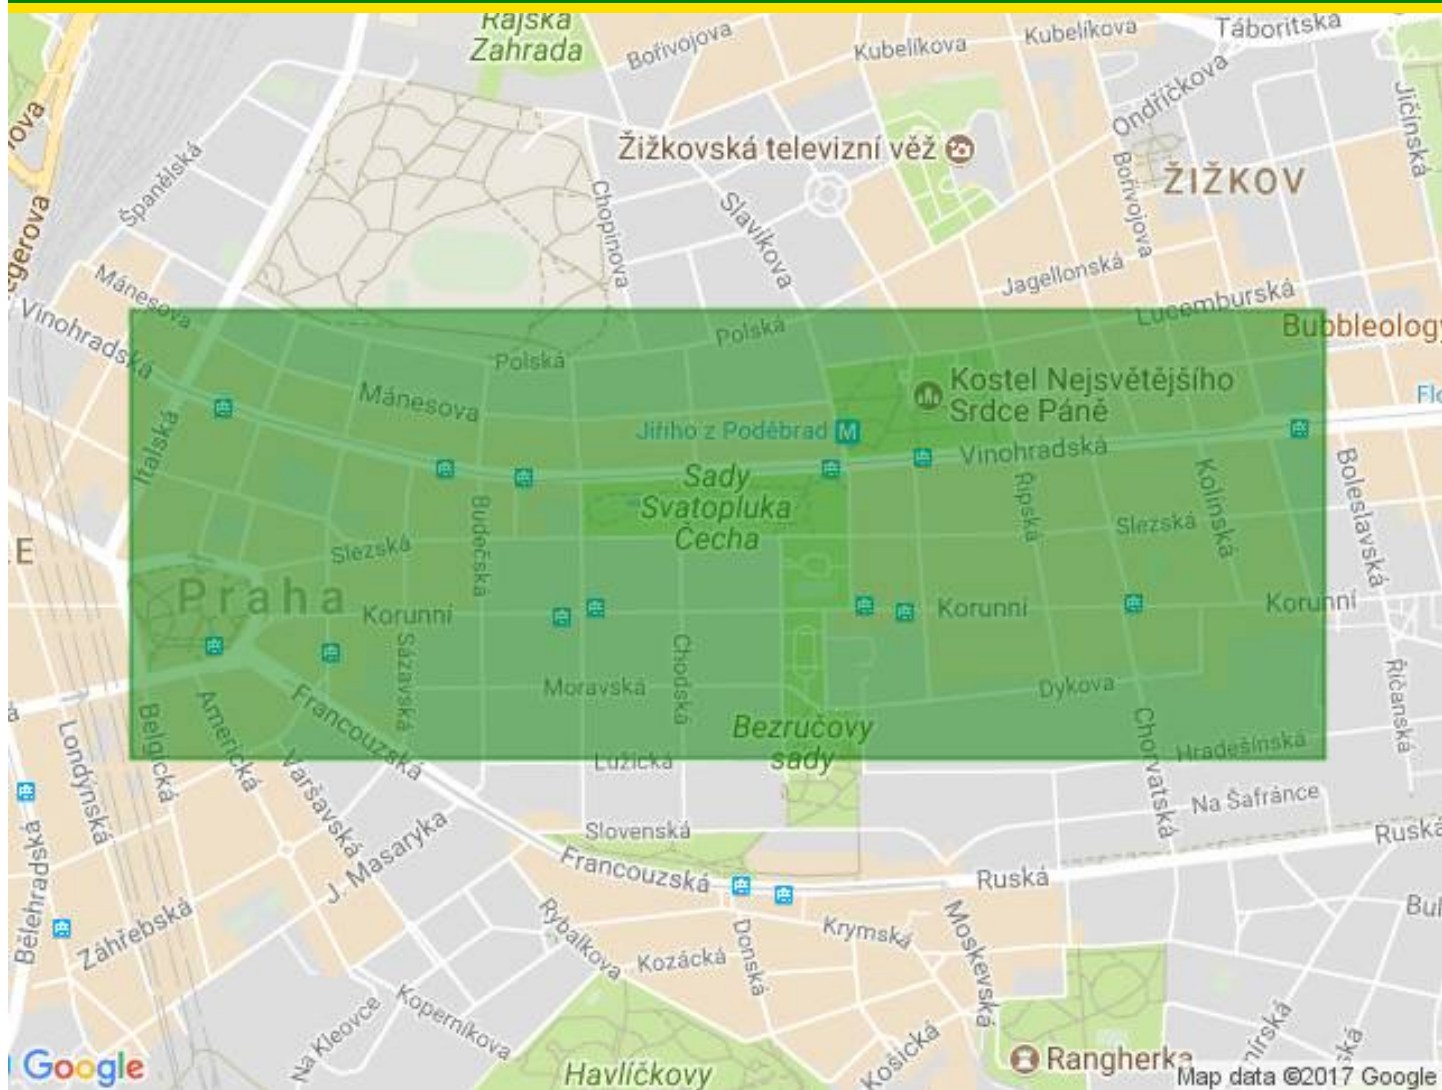 Rajská
Zahrada
Bořivojova
Kubelíkova
Kubelíkova
Táboritská
Ondříčkova
Jičínská
Španělská
Žižkovská televizní věž
Bořivojova
ŽIŽKOV
Chopinova
Slavíkova
Jagellonská
Mánesova
Lucemburská
Vinohradská
Polská
Bubbleology
Polská
Mánesova
Kostel Nejsvětějšího
Srdce Páně
Italská
Jiřího z Poděbrad M
Vinohradská
Sady
Svatopluka
Čecha
Budečská
Řipská
Kolínská
Boleslavská
Slezská
Slezská
Praha
Korunní
Korunní
Korunní
Sázavská
Chodská
Moravská
Dykova
Říčanská
Francouzská
Americká
Belgická
Londýnská
Varšavská
Bezručovy
sady
Chorvatská
Hradešínská
Lužická
Na Šafránce
Bělehradská
J. Masaryka
Slovenská
Ruská
Francouzská
Ruská
Záhřebská
Rybalkova
Donská
Krymská
Moskevská
Kozácká
Koperníkova
Na Kleovce
Košická
Havlíčkovy
Rangherka
Google
Map data ©2017 Google